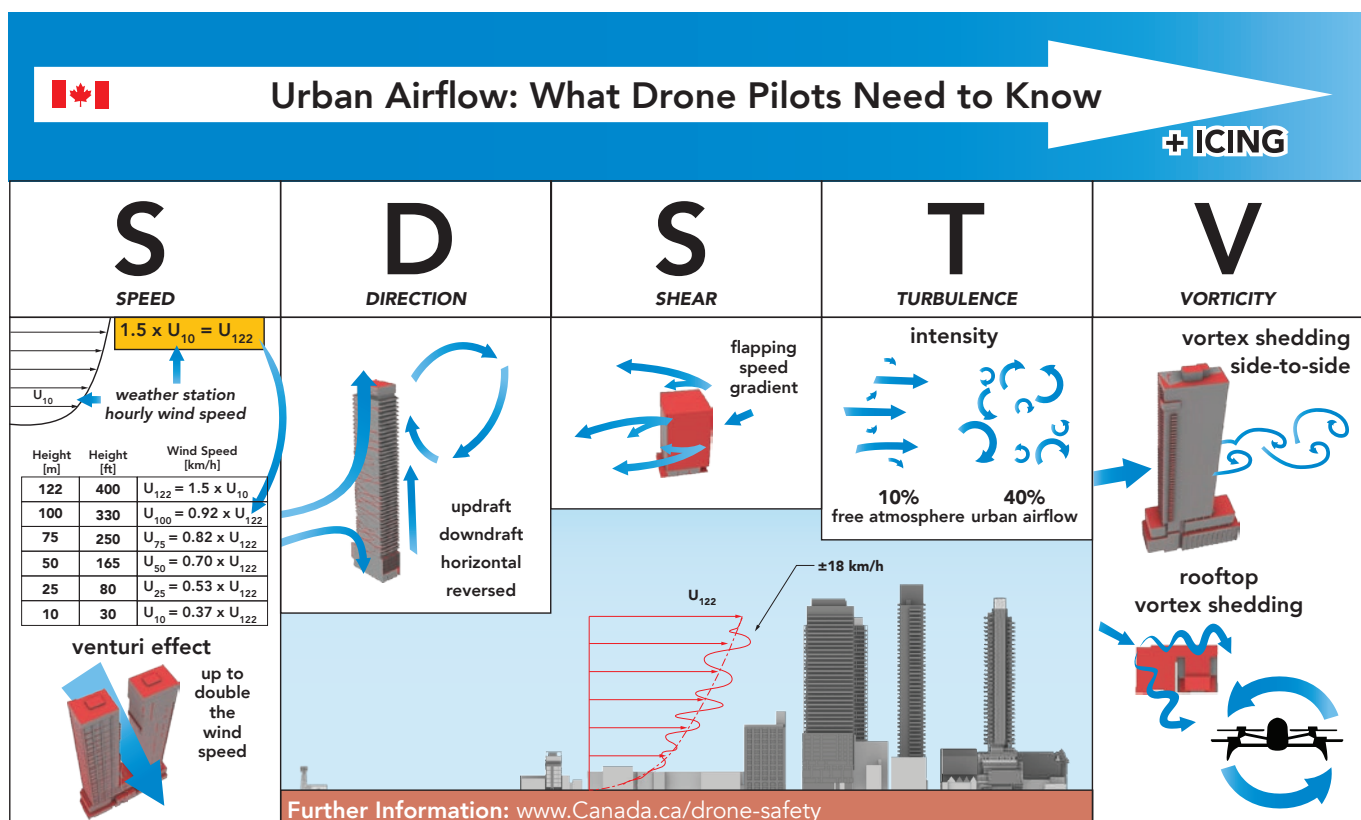 Urban Airflow: What Drone Pilots Need to Know
+ ICING
S
SPEED
1.5 x U₁₀ = U₁₂₂
U₁₀
weather station
hourly wind speed
Height [m] Height [ft] Wind Speed [km/h]
122 400 U₁₂₂ = 1.5 x U₁₀
100 330 U₁₀₀ = 0.92 x U₁₂₂
75 250 U₇₅ = 0.82 x U₁₂₂
50 165 U₅₀ = 0.70 x U₁₂₂
25 80 U₂₅ = 0.53 x U₁₂₂
10 30 U₁₀ = 0.37 x U₁₂₂
venturi effect
up to
double
the
wind
speed
D
DIRECTION
updraft
downdraft
horizontal
reversed
S
SHEAR
flapping
speed
gradient
T
TURBULENCE
intensity
10%
free atmosphere
40%
urban airflow
U₁₂₂
±18 km/h
V
VORTICITY
vortex shedding
side-to-side
rooftop
vortex shedding
Further Information: www.Canada.ca/drone-safety